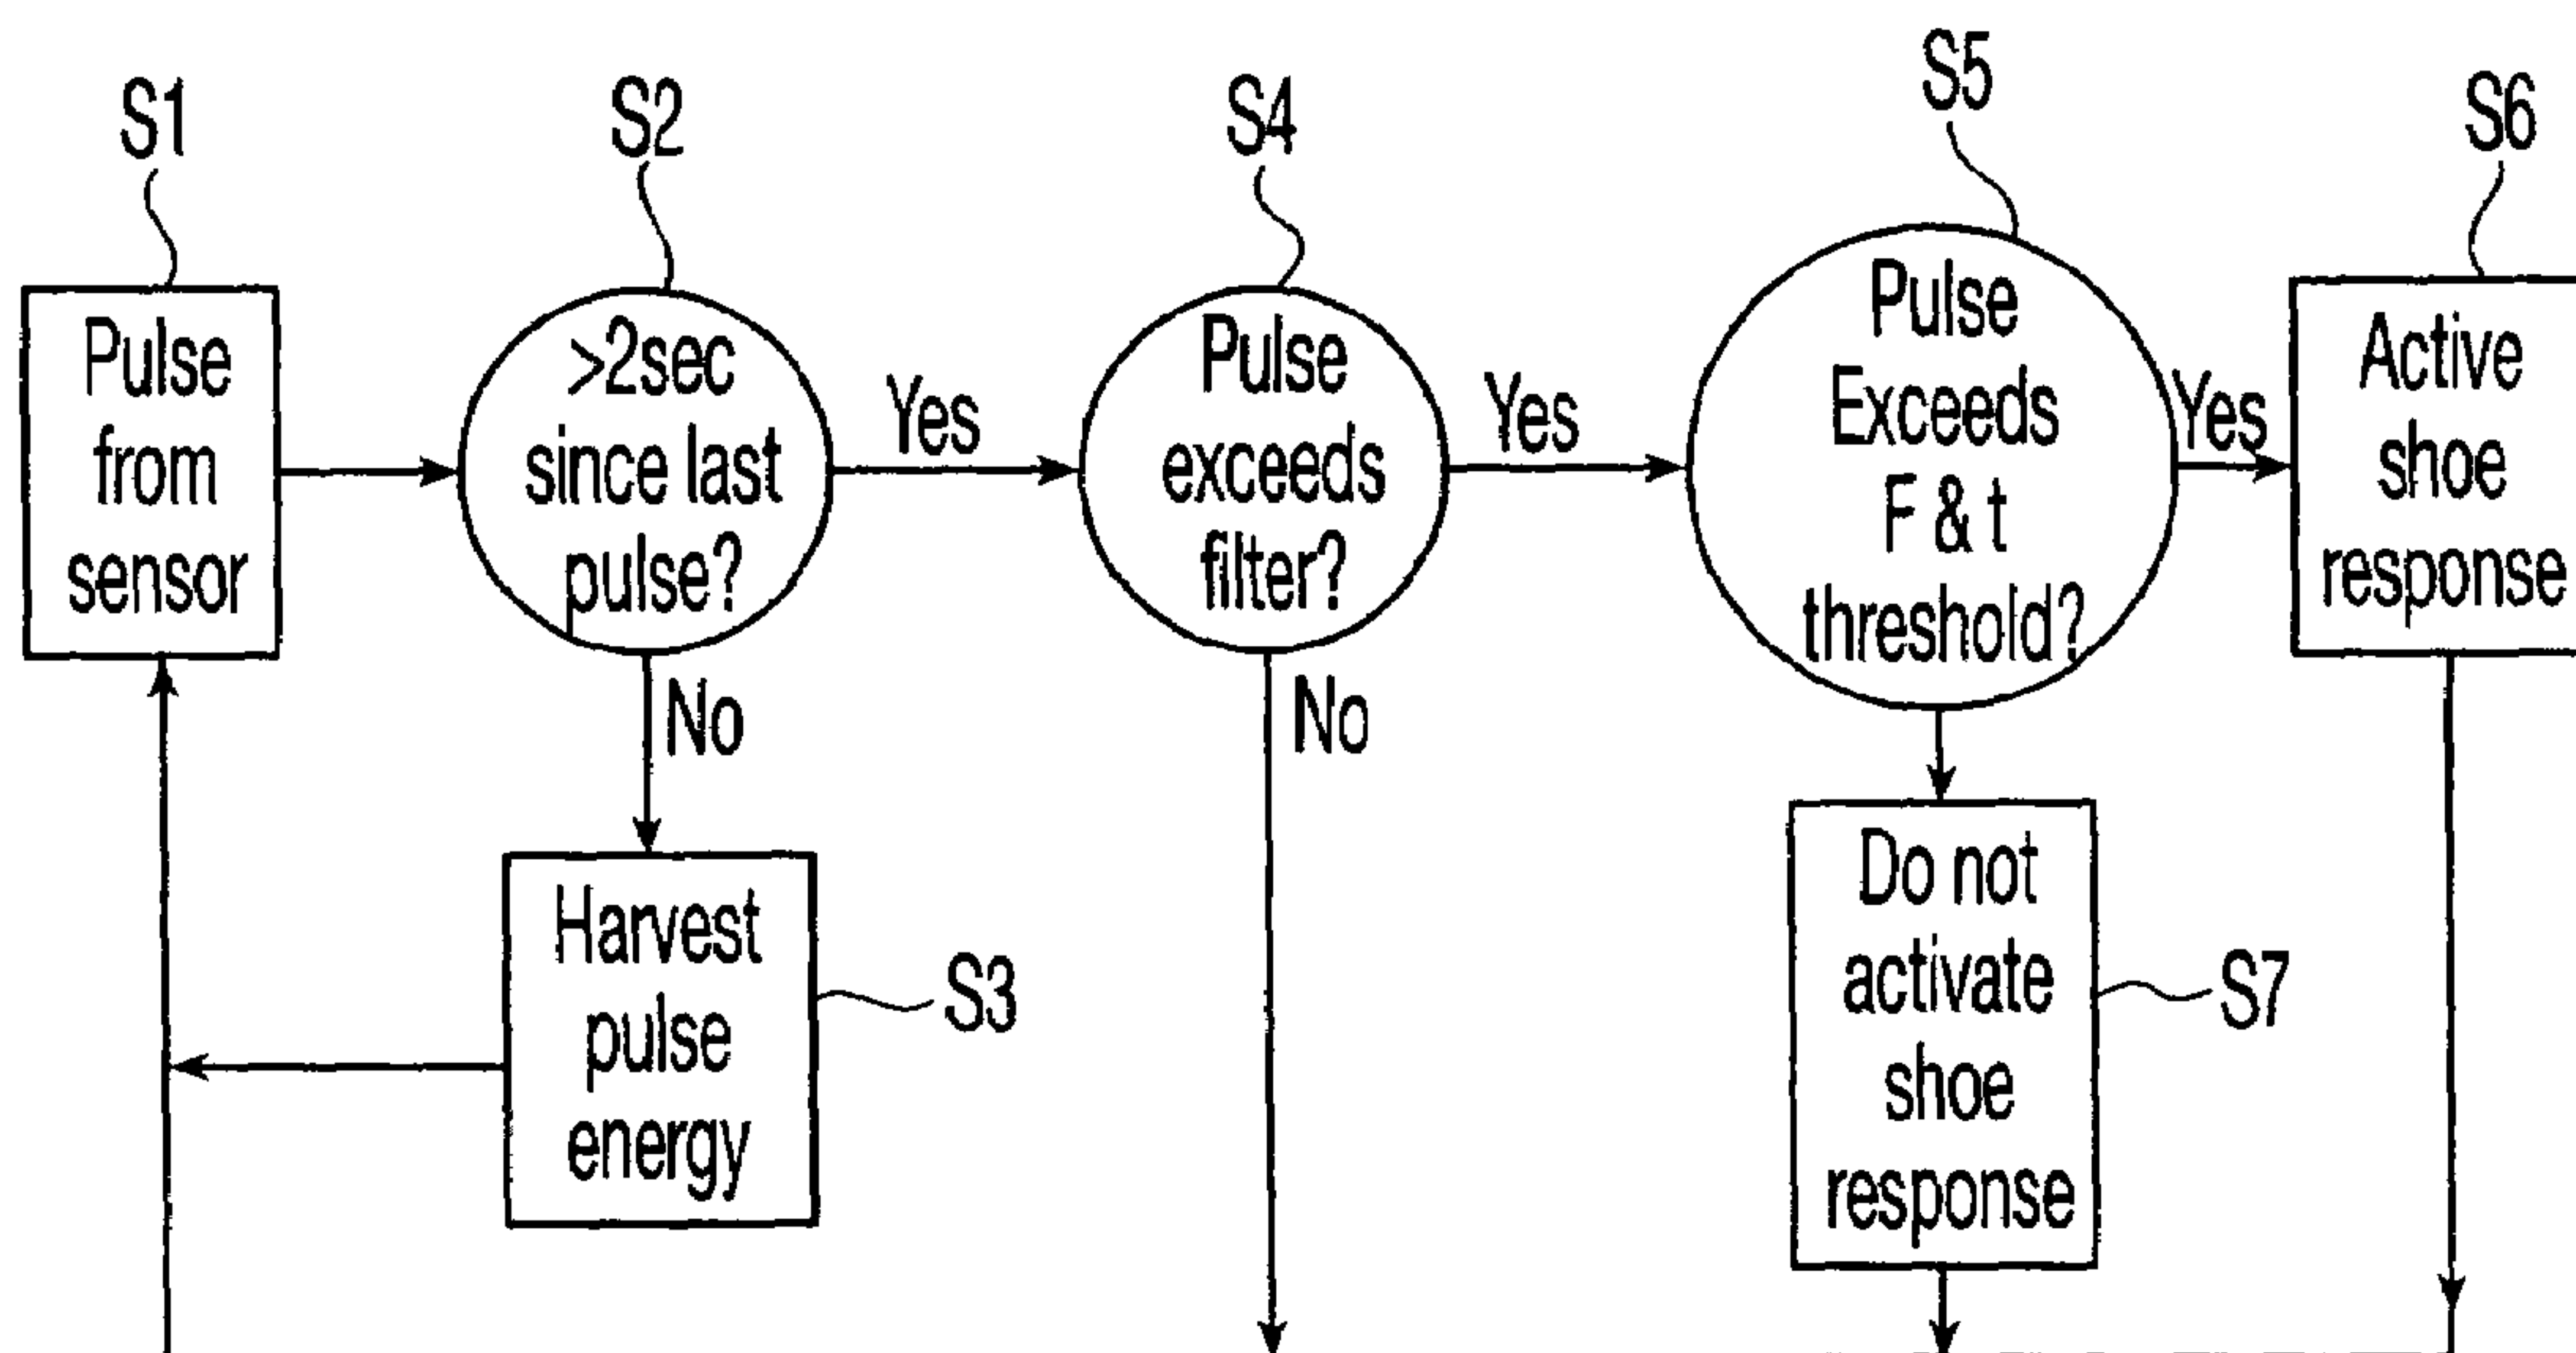 S1
S2
S4
S5
S6
Pulse
from
sensor
>2sec
since last
pulse?
Yes
Pulse
exceeds
filter?
Yes
Pulse
Exceeds
F & t
threshold?
Yes
Active
shoe
response
No
No
Harvest
pulse
energy
S3
Do not
activate
shoe
response
S7